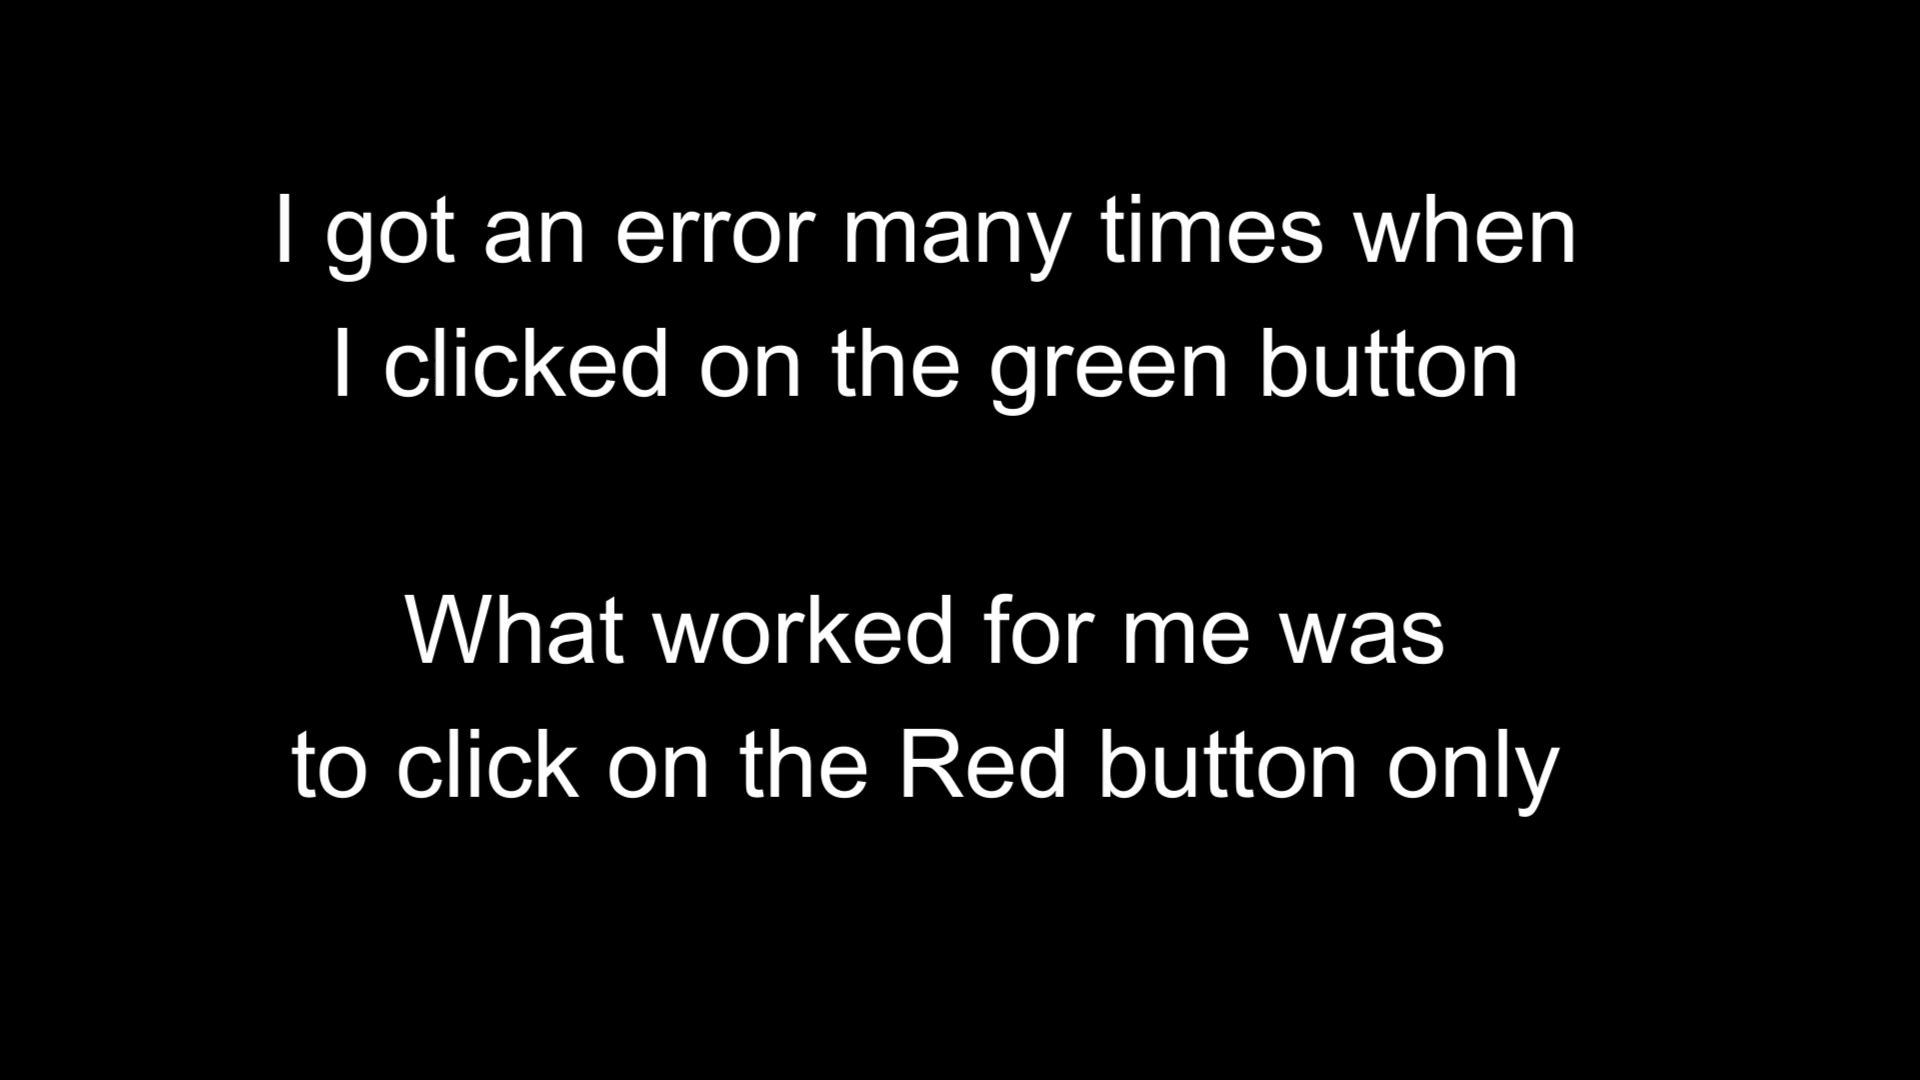 I got an error many times when
I clicked on the green button
What worked for me was
to click on the Red button only